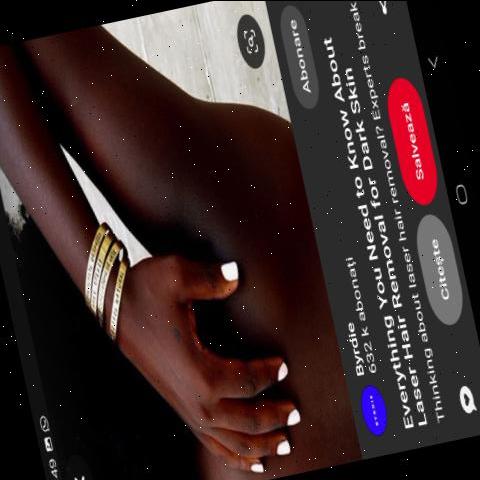 49
Byrdie
632 k abonați
Abonare
Everything You Need to Know About
Laser Hair Removal for Dark Skin
Thinking about laser hair removal? Experts break
Citește
Salvează